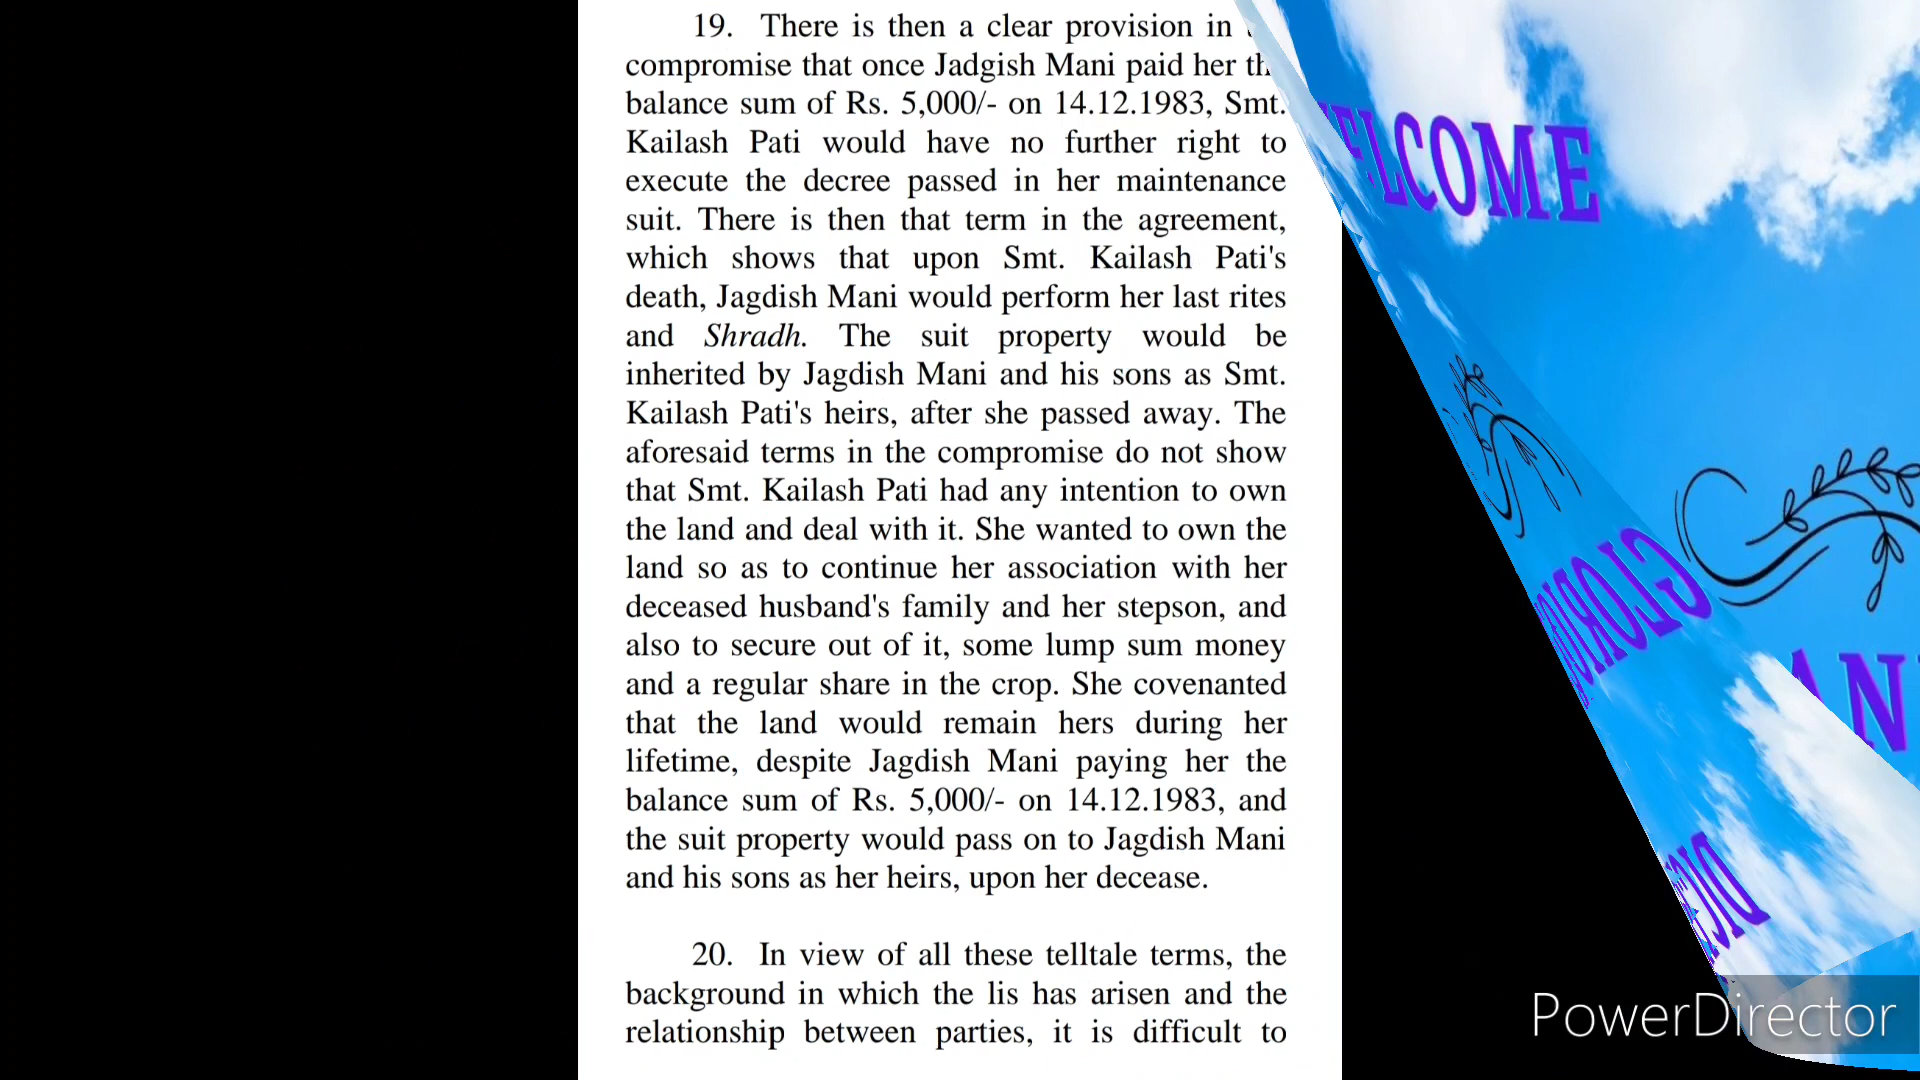 19. There is then a clear provision in
compromise that once Jadgish Mani paid her
balance sum of Rs. 5,000/- on 14.12.1983, Smt.
Kailash Pati would have no further right to
execute the decree passed in her maintenance
suit. There is then that term in the agreement,
which shows that upon Smt. Kailash Pati's
death, Jagdish Mani would perform her last rites
and Shradh. The suit property would be
inherited by Jagdish Mani and his sons as Smt.
Kailash Pati's heirs, after she passed away. The
aforesaid terms in the compromise do not show
that Smt. Kailash Pati had any intention to own
the land and deal with it. She wanted to own the
land so as to continue her association with her
deceased husband's family and her stepson, and
also to secure out of it, some lump sum money
and a regular share in the crop. She covenanted
that the land would remain hers during her
lifetime, despite Jagdish Mani paying her the
balance sum of Rs. 5,000/- on 14.12.1983, and
the suit property would pass on to Jagdish Mani
and his sons as her heirs, upon her decease.
20. In view of all these telltale terms, the
background in which the lis has arisen and the
relationship between parties, it is difficult to
WELCOME
PowerDirector